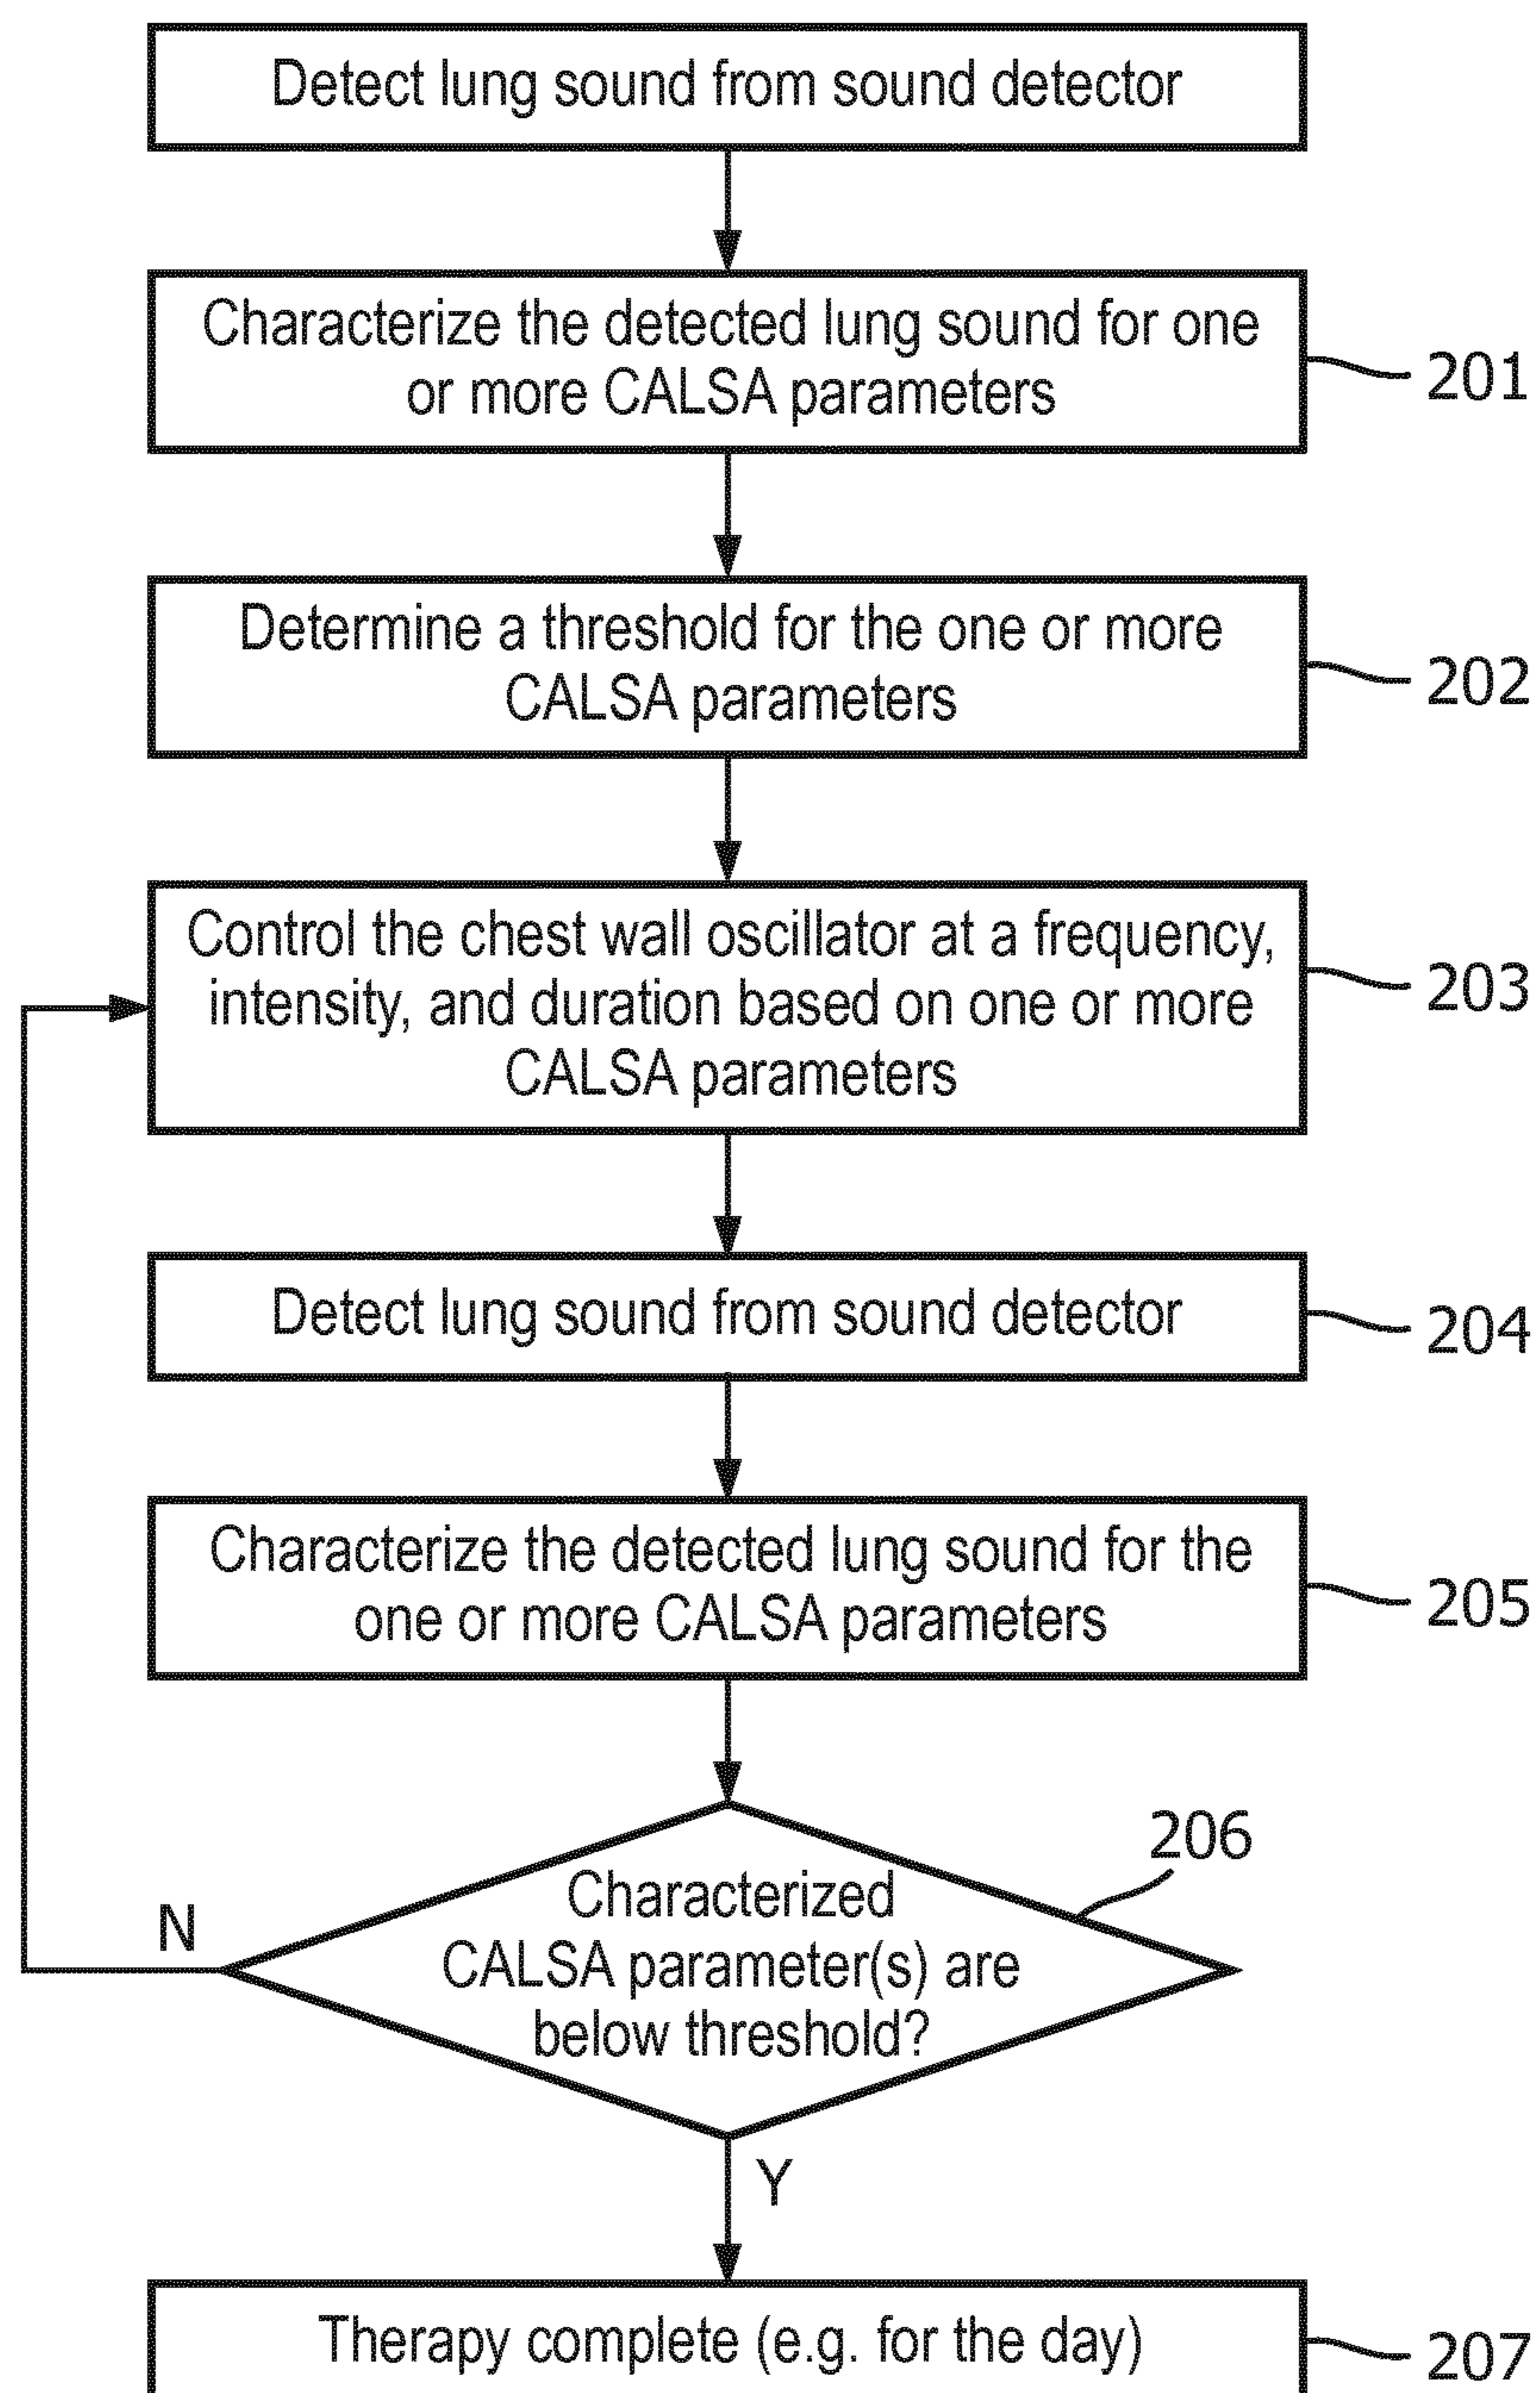 Detect lung sound from sound detector
Characterize the detected lung sound for one
or more CALSA parameters
201
Determine a threshold for the one or more
CALSA parameters
202
Control the chest wall oscillator at a frequency,
intensity, and duration based on one or more
CALSA parameters
203
Detect lung sound from sound detector
204
Characterize the detected lung sound for the
one or more CALSA parameters
205
206
Characterized
CALSA parameter(s) are
below threshold?
N
Y
Therapy complete (e.g. for the day)
207